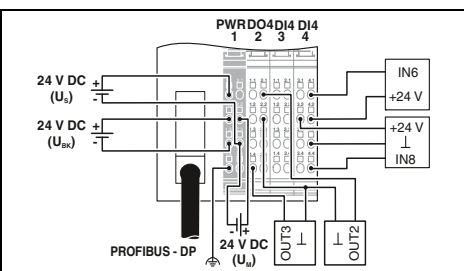 PWR DO4 DI4 DI4
1 2 3 4
24 V DC
(US)
+
-
24 V DC
(UBK)
+
-
IN6
+24 V
+24 V
⊥
IN8
- +
24 V DC
(UM)
PROFIBUS - DP
OUT3
⊥
⊥
OUT2